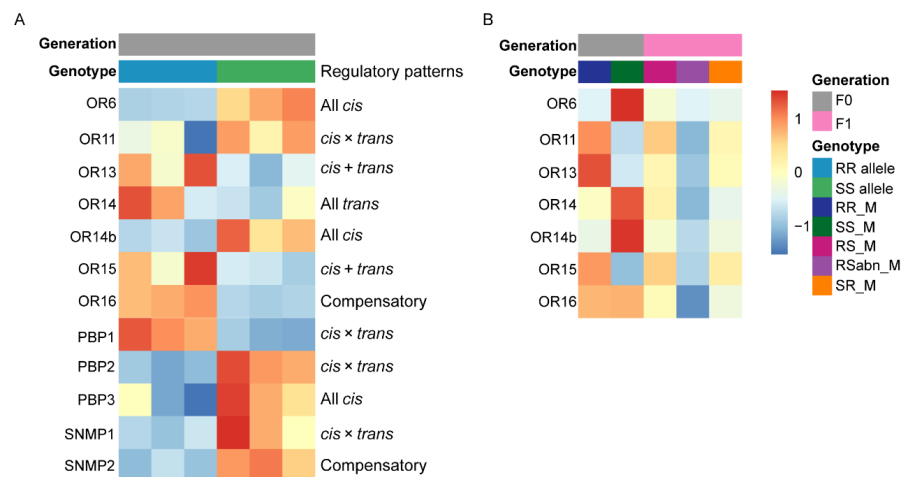 A
Generation
Genotype
Regulatory patterns
OR6
All cis
OR11
cis × trans
OR13
cis + trans
OR14
All trans
OR14b
All cis
OR15
cis + trans
OR16
Compensatory
PBP1
cis × trans
PBP2
cis × trans
PBP3
All cis
SNMP1
cis × trans
SNMP2
Compensatory
B
Generation
Genotype
OR6
OR11
OR13
OR14
OR14b
OR15
OR16
1
0
−1
Generation
F0
F1
Genotype
RR allele
SS allele
RR_M
SS_M
RS_M
RSabn_M
SR_M